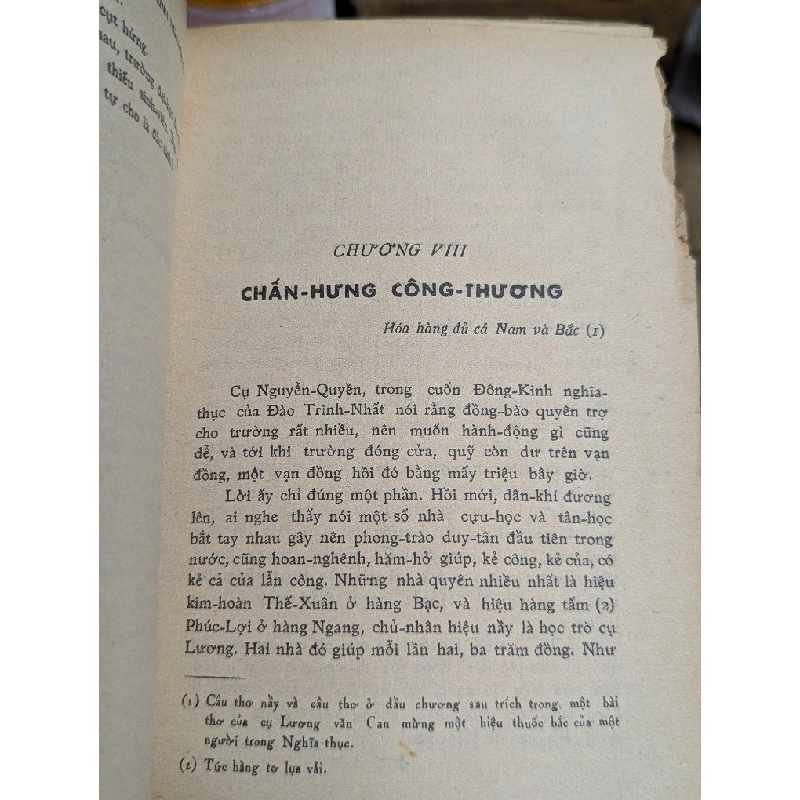 cụt hứng.
CHƯƠNG VIII
CHẤN-HƯNG CÔNG-THƯƠNG
Hóa hàng đủ cả Nam và Bắc (1)
Cụ Nguyễn-Quyền, trong cuốn Đông-Kinh nghĩa-
thục của Đào Trinh-Nhất nói rằng đồng-bào quyên trợ
cho trường rất nhiều, nên muốn hành-động gì cũng
dễ, và tới khi trường đóng cửa, quỹ còn dư trên vạn
đồng, một vạn đồng hồi đó bằng mấy triệu bây giờ.
Lời ấy chỉ đúng một phần. Hồi mới, dân-khí đương
lên, ai nghe thấy nói một số nhà cựu-học và tân-học
bắt tay nhau gây nên phong-trào duy-tân đầu tiên trong
nước, cũng hoan-nghênh, hăm-hở giúp, kẻ công, kẻ của, có
kẻ cả của lẫn công. Những nhà quyên nhiều nhất là hiệu
kim-hoàn Thế-Xuân ở hàng Bạc, và hiệu hàng tấm (2)
Phúc-Lợi ở hàng Ngang, chủ-nhân hiệu nầy là học trò cụ
Lương. Hai nhà đó giúp mỗi lần hai, ba trăm đồng. Như
(1) Câu thơ nầy và câu thơ ở đầu chương sau trích trong một bài
thơ của cụ Lương văn Can mừng một hiệu thuốc bắc của một
người trong Nghĩa thục.
(2) Tức hàng tơ lụa vải.